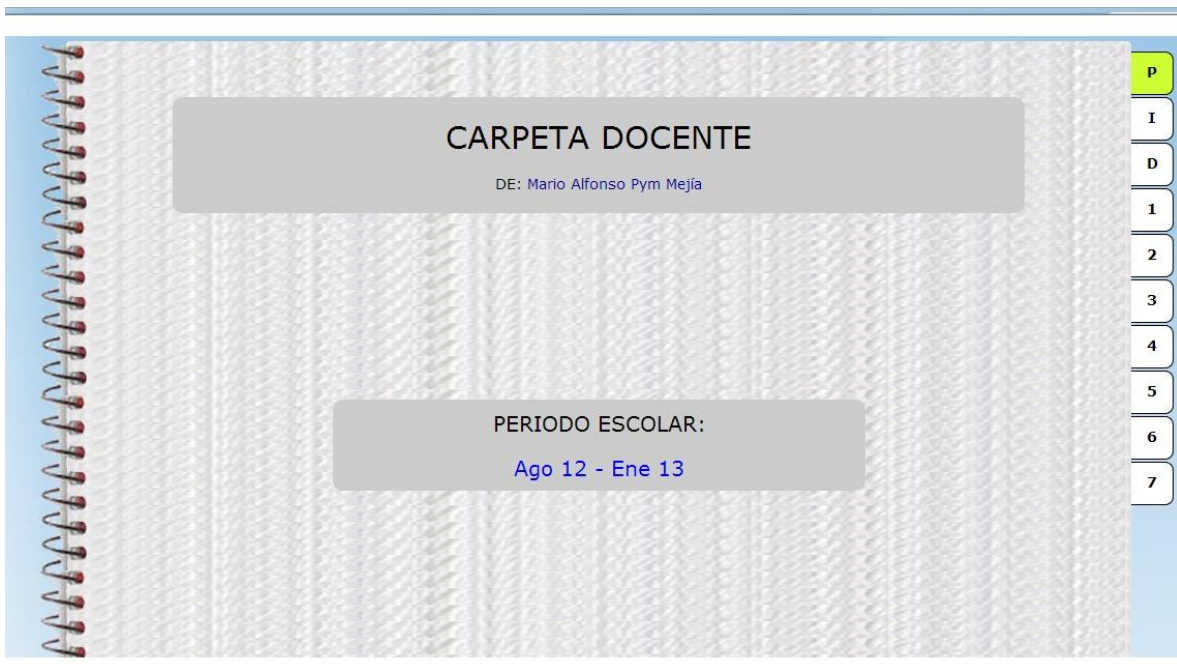 CARPETA DOCENTE
DE: Mario Alfonso Pym Mejía
PERIODO ESCOLAR:
Ago 12 - Ene 13
P
I
D
1
2
3
4
5
6
7